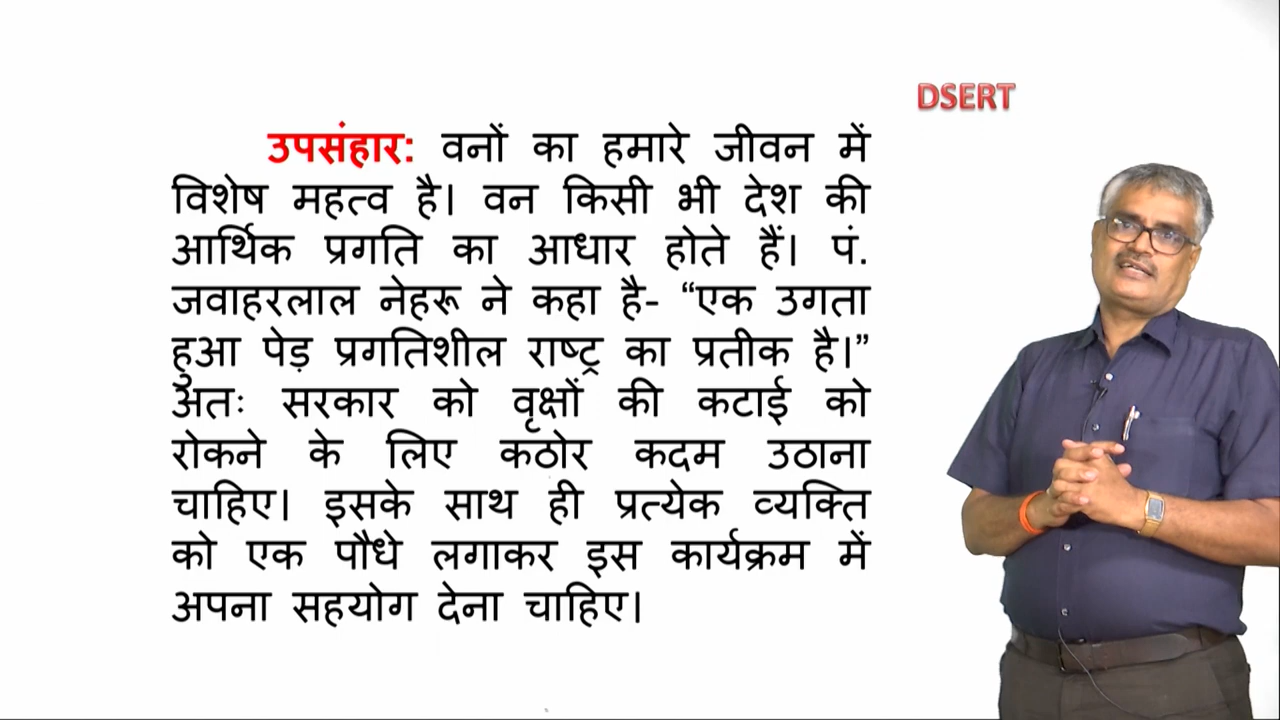 DSERT
उपसंहार: वनों का हमारे जीवन में
विशेष महत्व है। वन किसी भी देश की
आर्थिक प्रगति का आधार होते हैं। पं.
जवाहरलाल नेहरू ने कहा है- “एक उगता
हुआ पेड़ प्रगतिशील राष्ट्र का प्रतीक है।”
अतः सरकार को वृक्षों की कटाई को
रोकने के लिए कठोर कदम उठाना
चाहिए। इसके साथ ही प्रत्येक व्यक्ति
को एक पौधे लगाकर इस कार्यक्रम में
अपना सहयोग देना चाहिए।